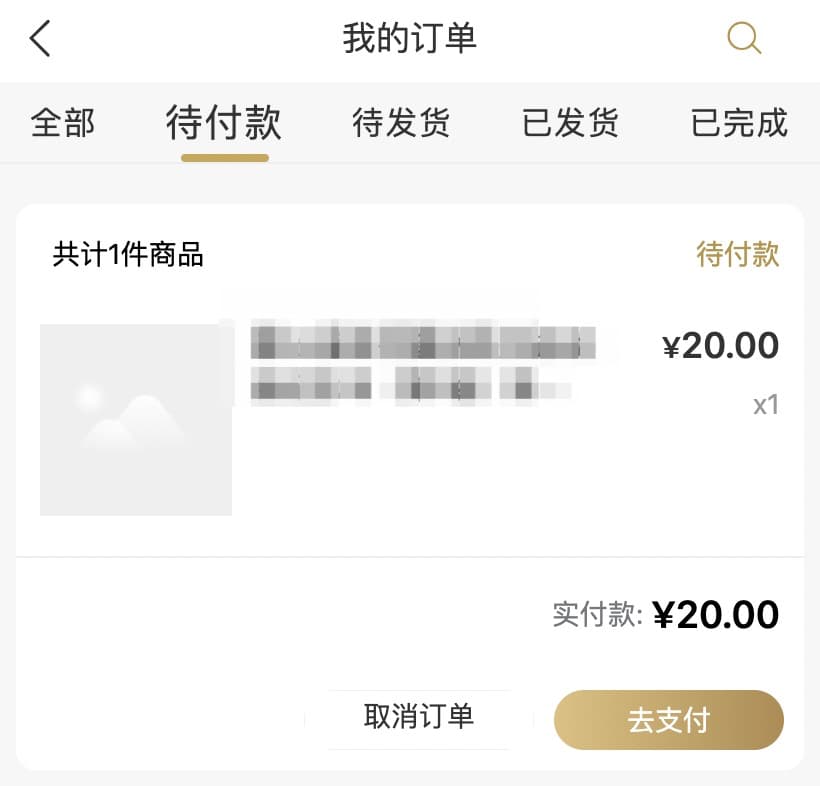 我的订单
全部 待付款 待发货 已发货 已完成
共计1件商品 待付款
¥20.00
x1
实付款: ¥20.00
取消订单 去支付